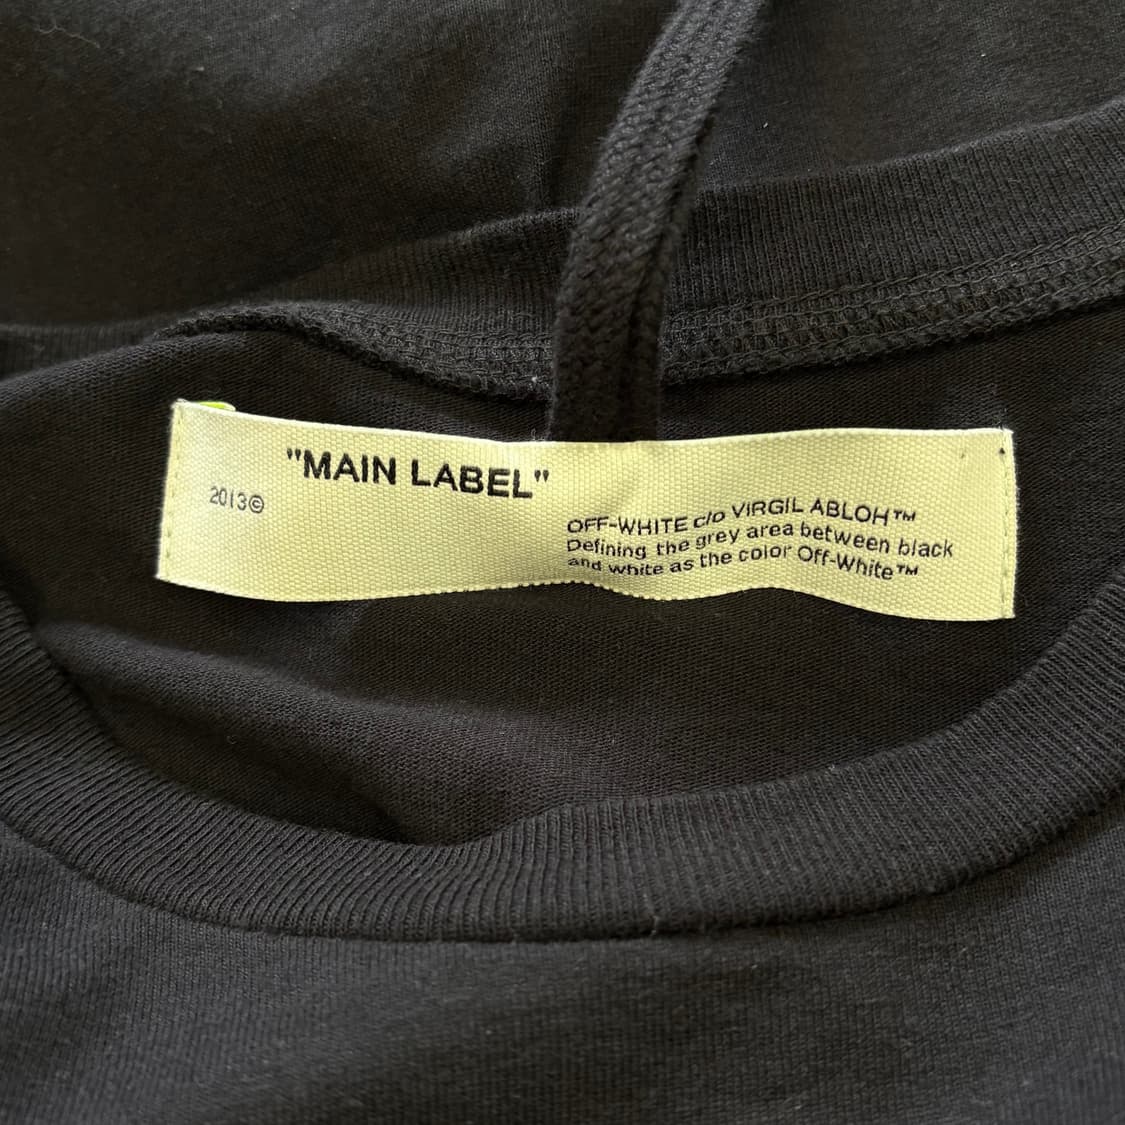 "MAIN LABEL"
2013©
OFF-WHITE c/o VIRGIL ABLOH™
Defining the grey area between black
and white as the color Off-White™